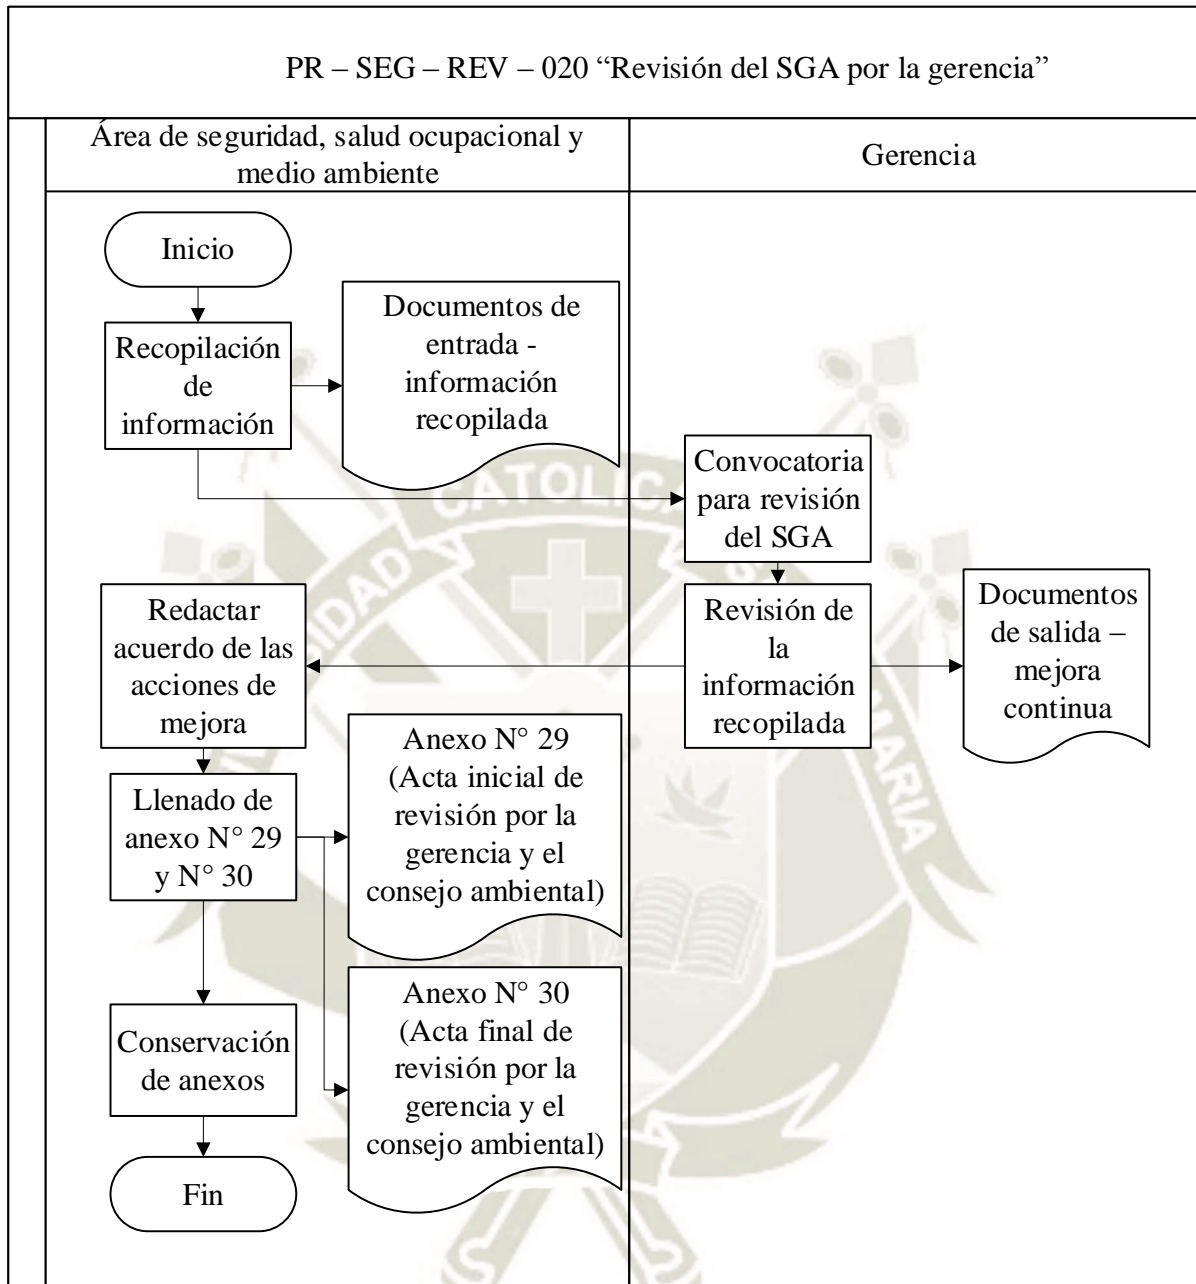 PR – SEG – REV – 020 “Revisión del SGA por la gerencia”
Área de seguridad, salud ocupacional y
medio ambiente
Gerencia
Inicio
Recopilación
de
información
Documentos de
entrada -
información
recopilada
Convocatoria
para revisión
del SGA
Revisión de
la
información
recopilada
Documentos
de salida –
mejora
continua
Redactar
acuerdo de las
acciones de
mejora
Llenado de
anexo N° 29
y N° 30
Anexo N° 29
(Acta inicial de
revisión por la
gerencia y el
consejo ambiental)
Anexo N° 30
(Acta final de
revisión por la
gerencia y el
consejo ambiental)
Conservación
de anexos
Fin
CATOLICA
MARIA